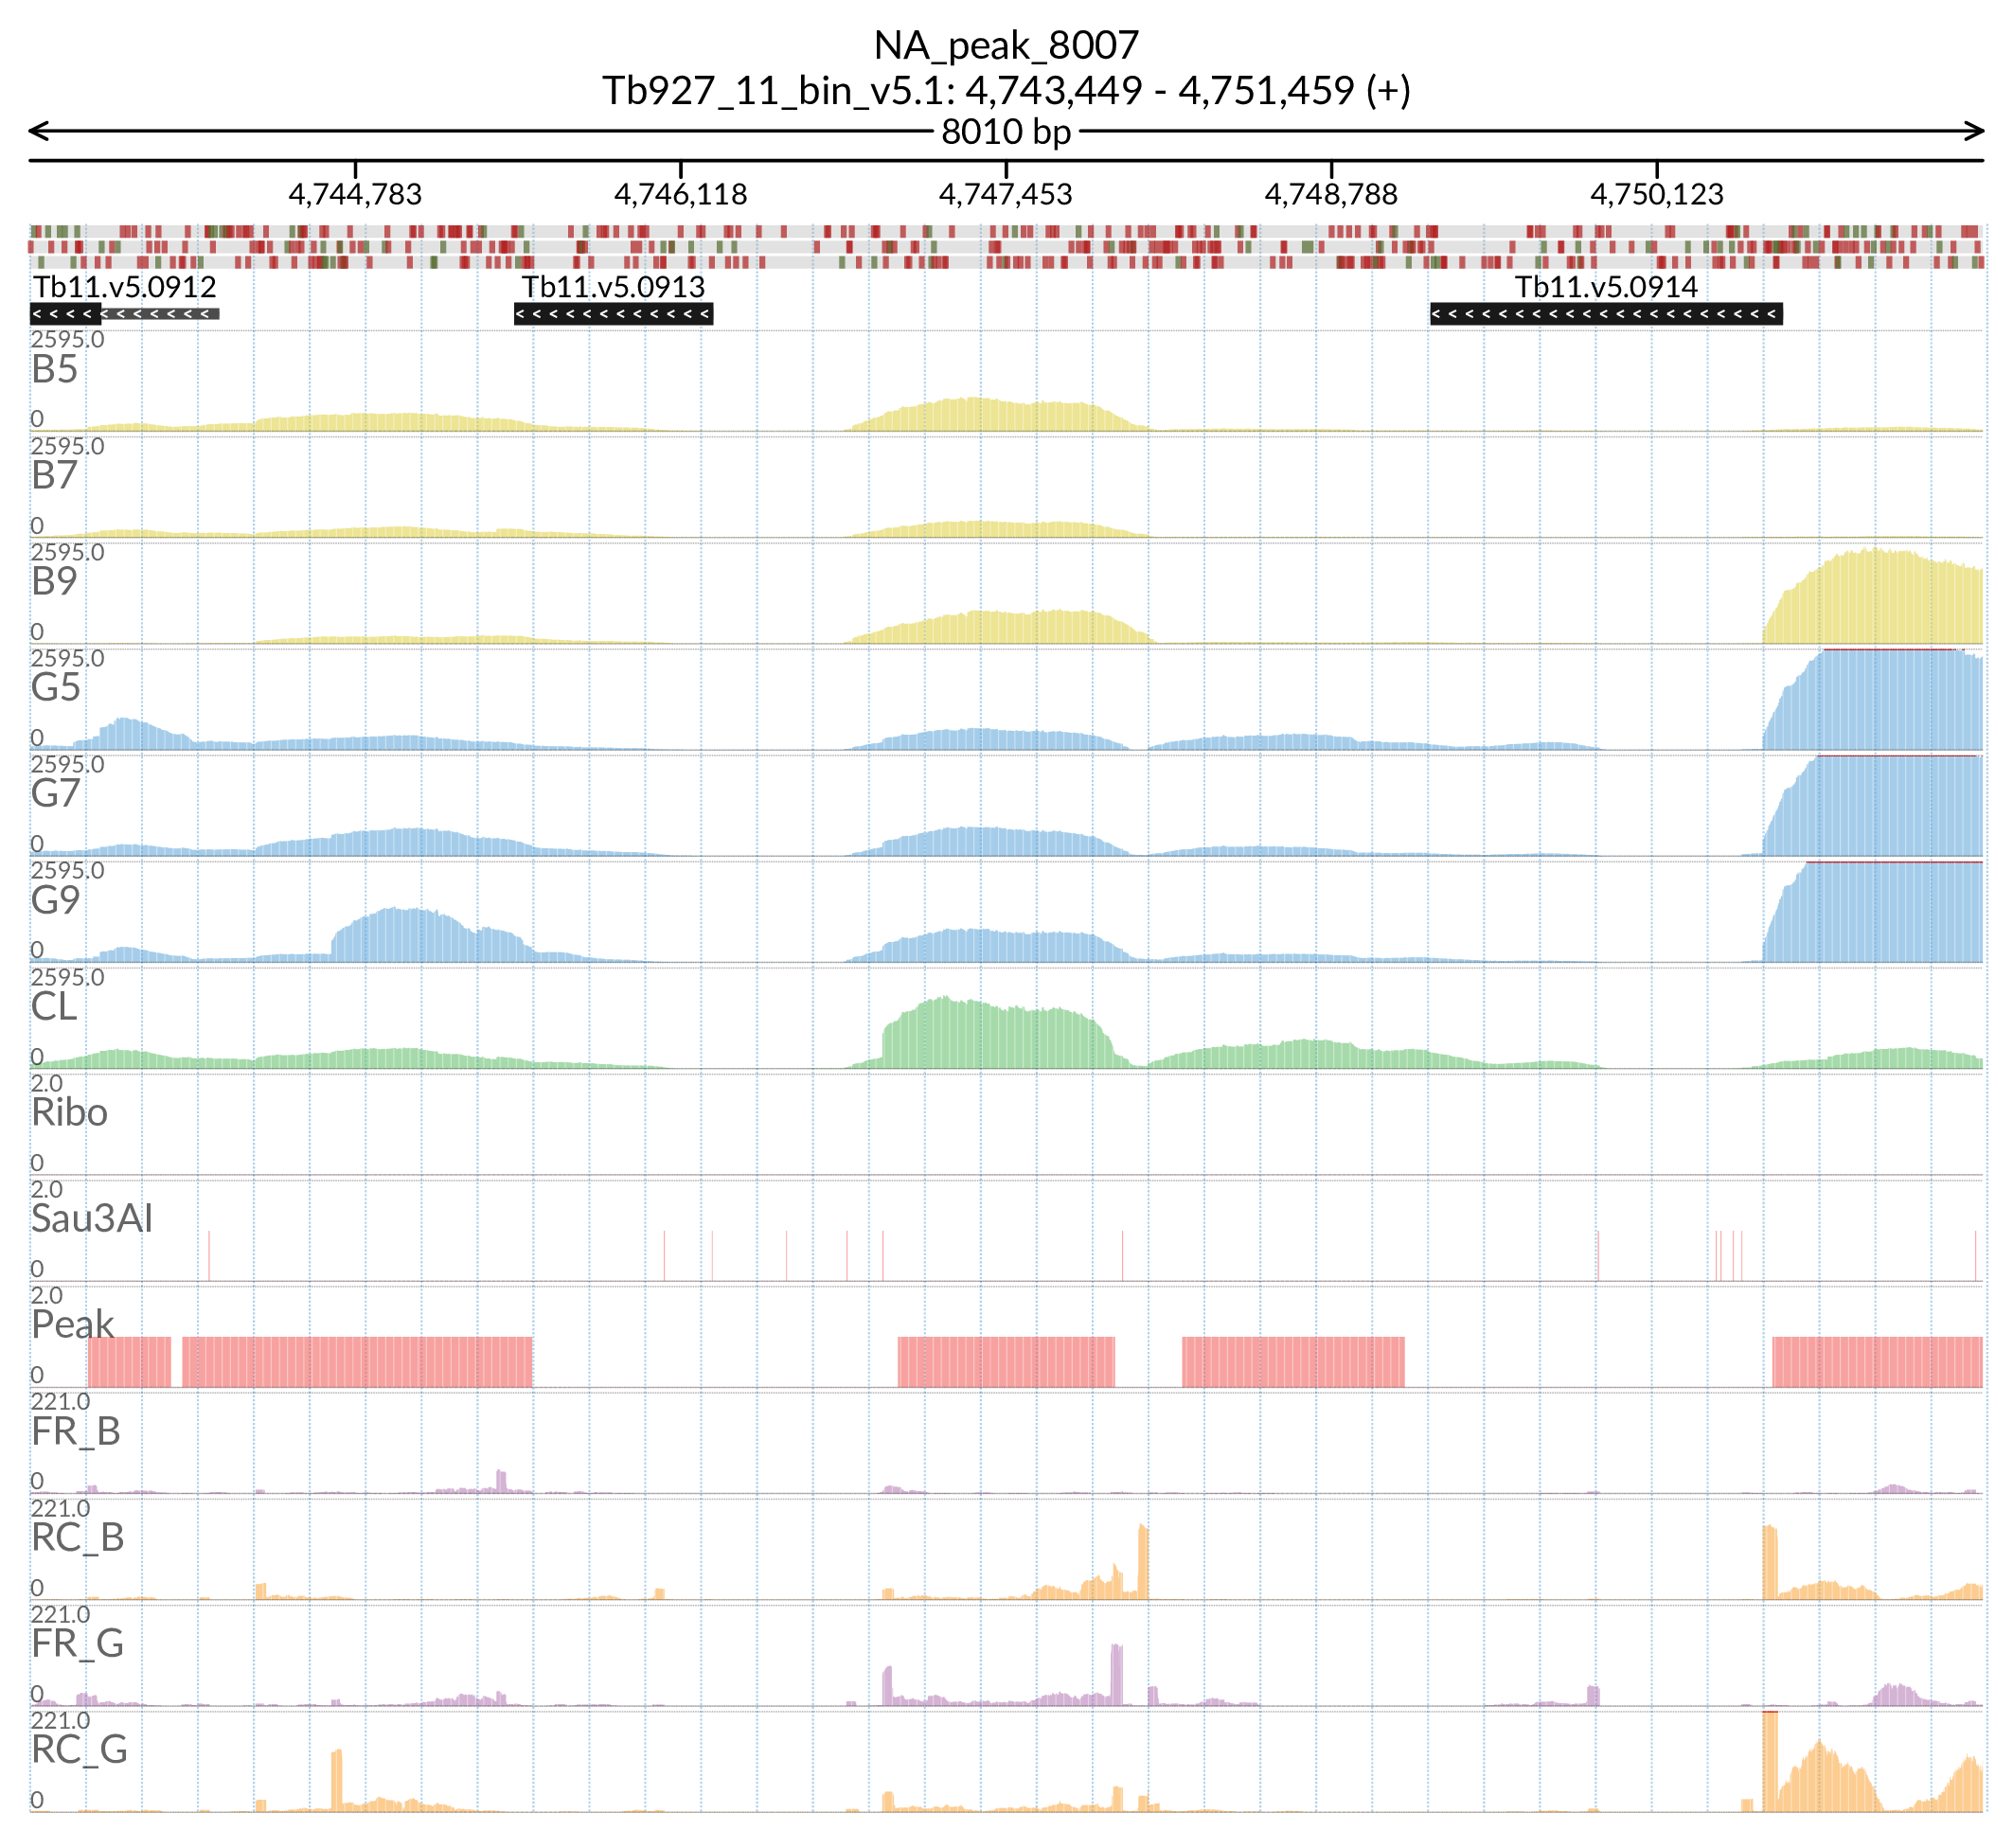 NA_peak_8007
Tb927_11_bin_v5.1: 4,743,449 - 4,751,459 (+)
8010 bp
4,744,783 4,746,118 4,747,453 4,748,788 4,750,123
Tb11.v5.0912 Tb11.v5.0913 Tb11.v5.0914
2595.0
B5
0
2595.0
B7
0
2595.0
B9
0
2595.0
G5
0
2595.0
G7
0
2595.0
G9
0
2595.0
CL
0
2.0
Ribo
0
2.0
Sau3AI
0
2.0
Peak
0
221.0
FR_B
0
221.0
RC_B
0
221.0
FR_G
0
221.0
RC_G
0